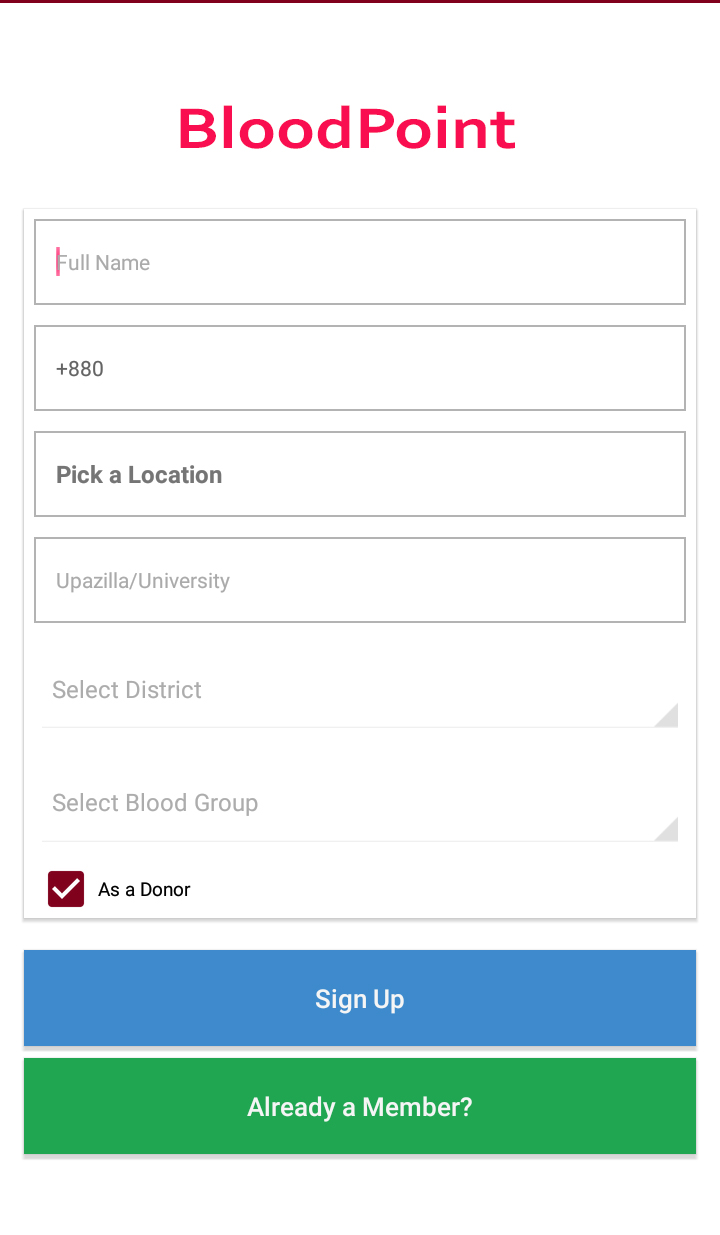 BloodPoint
Full Name
+880
Pick a Location
Upazilla/University
Select District
Select Blood Group
As a Donor
Sign Up
Already a Member?